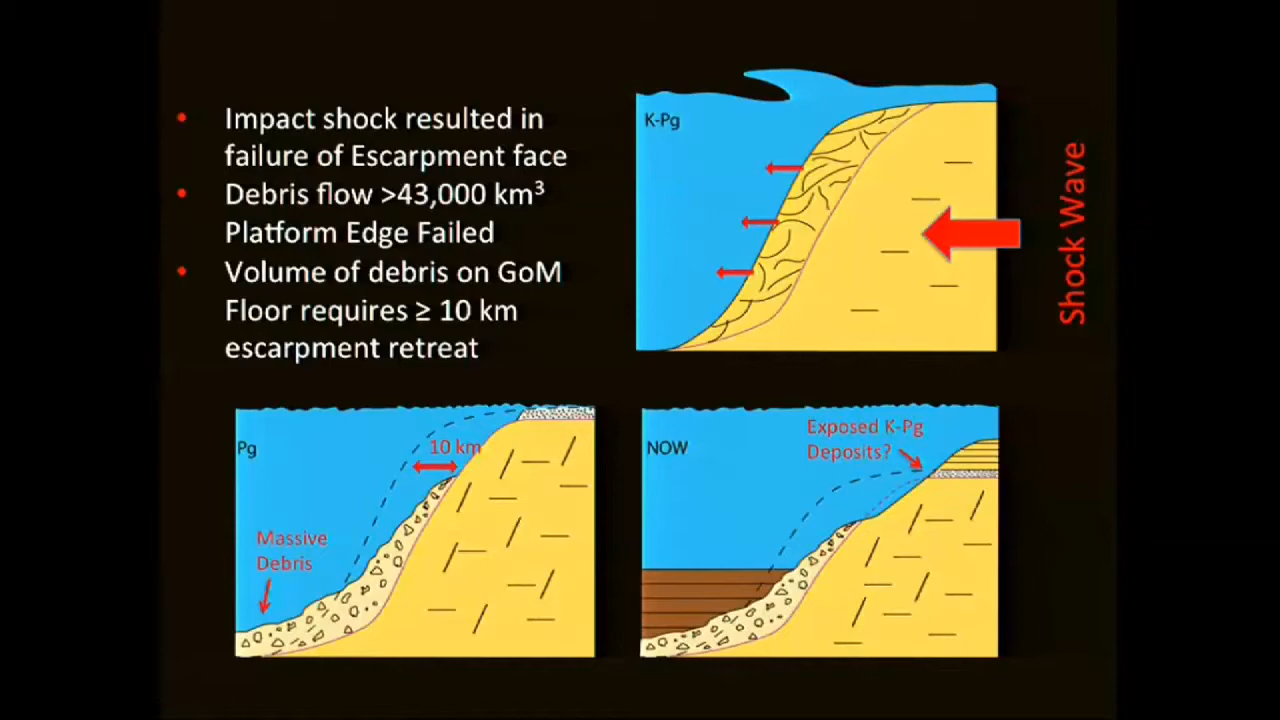 Impact shock resulted in
failure of Escarpment face
Debris flow >43,000 km³
Platform Edge Failed
Volume of debris on GoM
Floor requires ≥ 10 km
escarpment retreat
K-Pg
Shock Wave
Pg
10 km
Massive
Debris
NOW
Exposed K-Pg
Deposits?